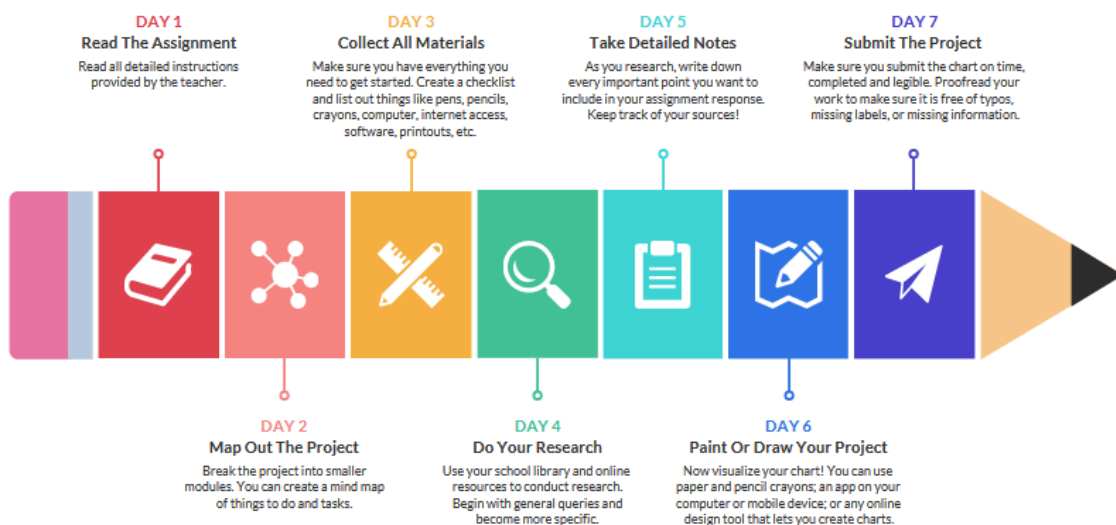 DAY 1
Read The Assignment
Read all detailed instructions
provided by the teacher.
DAY 3
Collect All Materials
Make sure you have everything you
need to get started. Create a checklist
and list out things like pens, pencils,
crayons, computer, internet access,
software, printouts, etc.
DAY 5
Take Detailed Notes
As you research, write down
every important point you want to
include in your assignment response.
Keep track of your sources!
DAY 7
Submit The Project
Make sure you submit the chart on time,
completed and legible. Proofread your
work to make sure it is free of typos,
missing labels, or missing information.
DAY 2
Map Out The Project
Break the project into smaller
modules. You can create a mind map
of things to do and tasks.
DAY 4
Do Your Research
Use your school library and online
resources to conduct research.
Begin with general queries and
become more specific.
DAY 6
Paint Or Draw Your Project
Now visualize your chart! You can use
paper and pencil crayons; an app on your
computer or mobile device; or any online
design tool that lets you create charts.